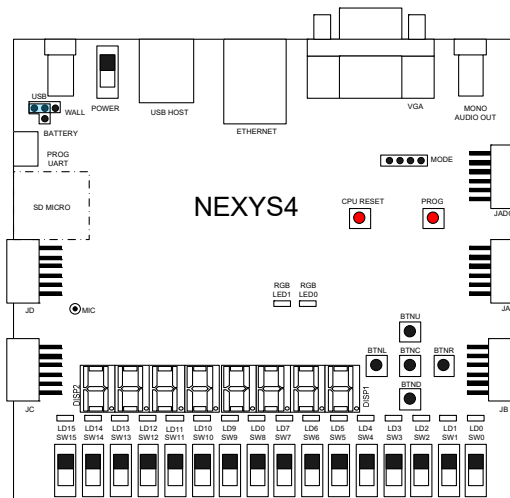 USB
WALL
BATTERY
POWER
USB HOST
ETHERNET
VGA
MONO
AUDIO OUT
PROG
UART
MODE
SD MICRO
NEXYS4
CPU RESET
PROG
JADC
JD
MIC
RGB
LED1
RGB
LED0
JA
BTNU
BTNL
BTNC
BTNR
BTND
JC
DISP2
DISP1
JB
LD15 LD14 LD13 LD12 LD11 LD10 LD9 LD0 LD7 LD6 LD5 LD4 LD3 LD2 LD1 LD0
SW15 SW14 SW13 SW12 SW11 SW10 SW9 SW8 SW7 SW6 SW5 SW4 SW3 SW2 SW1 SW0